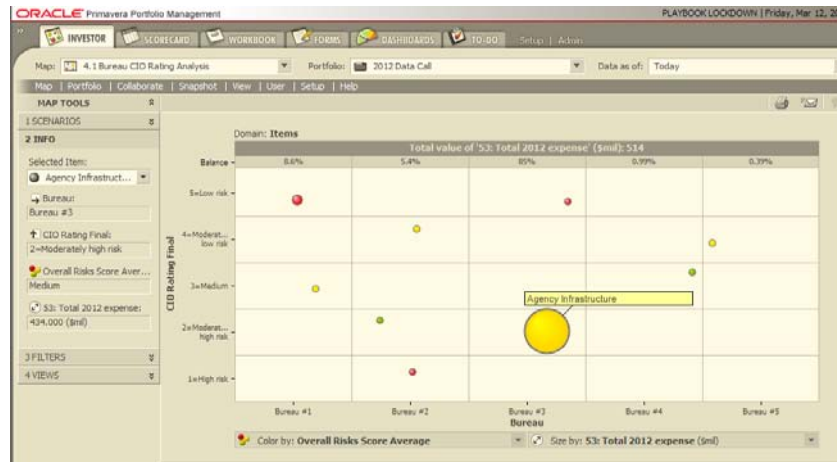 ORACLE Primavera Portfolio Management PLAYBOOK LOCKDOWN | Friday, Mar 12, 20
INVESTOR SCORECARD WORKBOOK FORMS DASHBOARDS TO-DO Setup | Admin
Map: 4.1 Bureau CIO Rating Analysis Portfolio: 2012 Data Call Data as of: Today
Map | Portfolio | Collaborate | Snapshot | View | User | Setup | Help
MAP TOOLS
1 SCENARIOS
2 INFO
Selected Item:
Agency Infrastruct...
Bureau:
Bureau #3
CIO Rating Final:
2=Moderately high risk
Overall Risks Score Aver...
Medium
53: Total 2012 expense:
434.000 ($mil)
3 FILTERS
4 VIEWS
Domain: Items
Total value of '53: Total 2012 expense' ($mil): 514
Balance 8.6% 5.4% 85% 0.99% 0.39%
CIO Rating Final
5=Low risk
4=Moderat...
low risk
3=Medium
2=Moderat...
high risk
1=High risk
Agency Infrastructure
Bureau #1 Bureau #2 Bureau #3 Bureau #4 Bureau #5
Bureau
Color by: Overall Risks Score Average Size by: 53: Total 2012 expense ($mil)